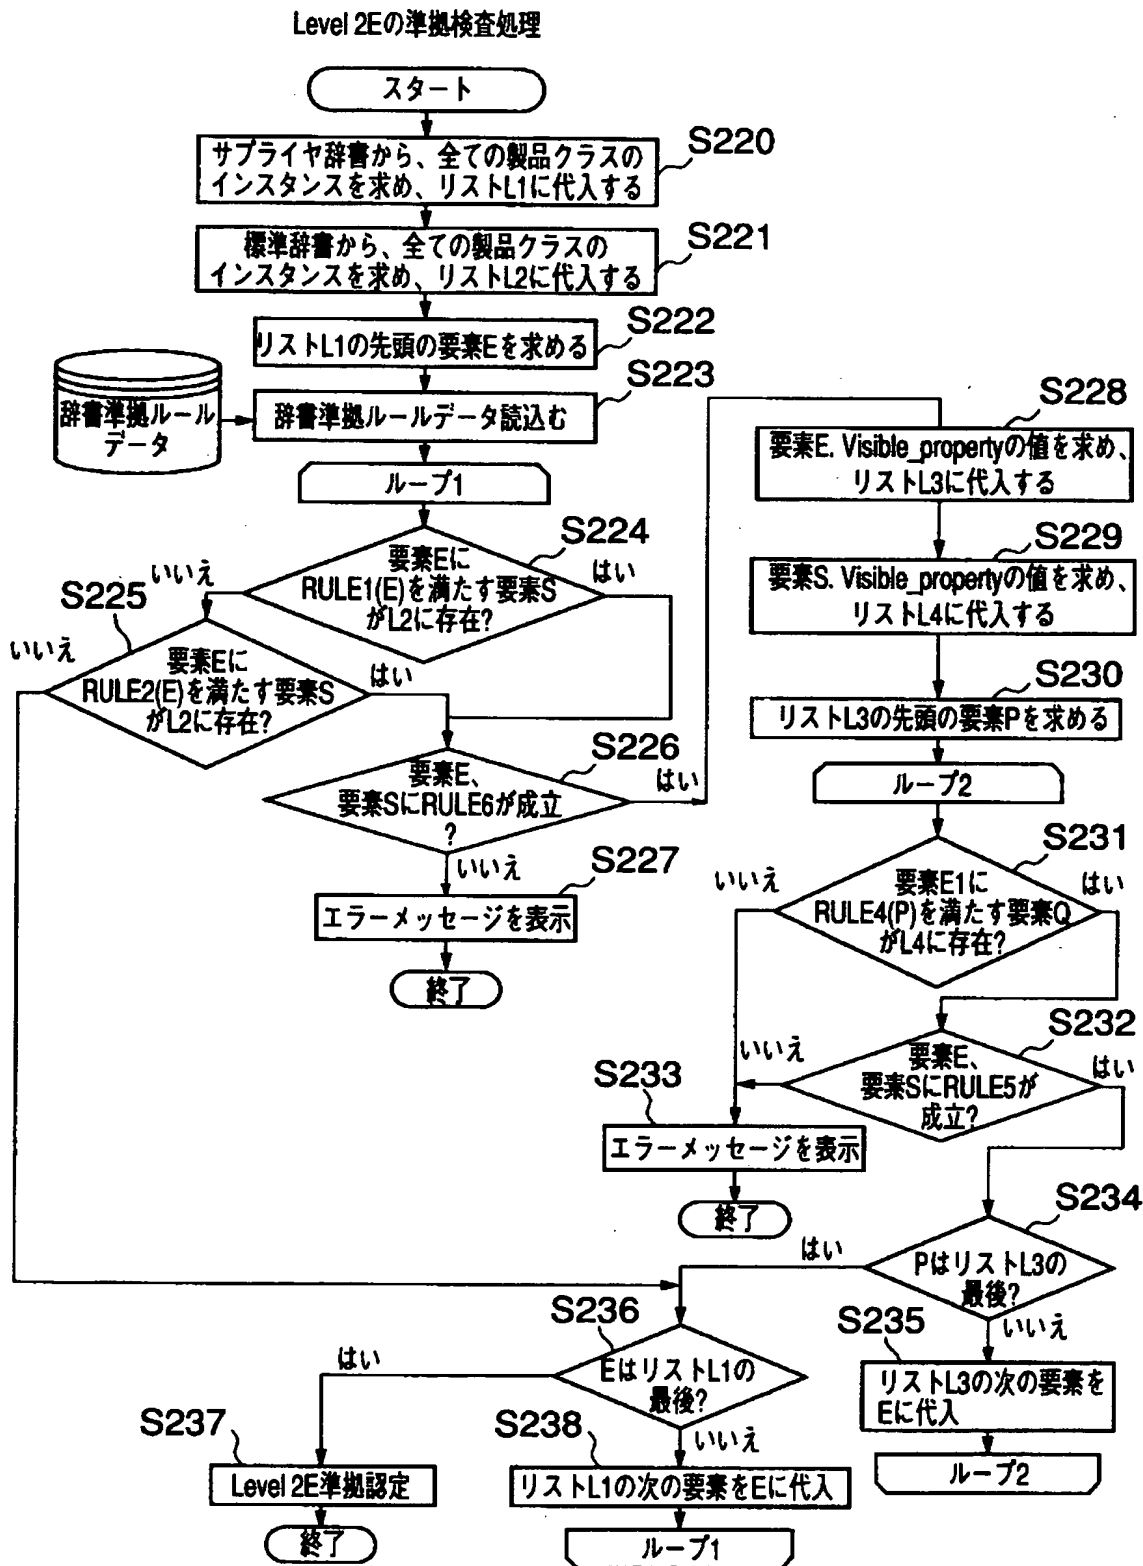 Level 2Eの準拠検査処理
スタート
S220
サプライヤ辞書から、全ての製品クラスの
インスタンスを求め、リストL1に代入する
S221
標準辞書から、全ての製品クラスの
インスタンスを求め、リストL2に代入する
S222
リストL1の先頭の要素Eを求める
S223
辞書準拠ルール
データ
辞書準拠ルールデータ読込む
ループ1
S224
要素Eに
RULE1(E)を満たす要素S
がL2に存在?
いいえ
はい
S225
要素Eに
RULE2(E)を満たす要素S
がL2に存在?
いいえ
はい
S226
要素E、
要素SにRULE6が成立
?
はい
いいえ
S227
エラーメッセージを表示
終了
S228
要素E. Visible_propertyの値を求め、
リストL3に代入する
S229
要素S. Visible_propertyの値を求め、
リストL4に代入する
S230
リストL3の先頭の要素Pを求める
ループ2
S231
要素E1に
RULE4(P)を満たす要素Q
がL4に存在?
いいえ
はい
S232
要素E、
要素SにRULE5が
成立?
いいえ
はい
S233
エラーメッセージを表示
終了
S234
PはリストL3の
最後?
はい
いいえ
S235
リストL3の次の要素を
Eに代入
ループ2
S236
EはリストL1の
最後?
はい
いいえ
S237
Level 2E準拠認定
終了
S238
リストL1の次の要素をEに代入
ループ1